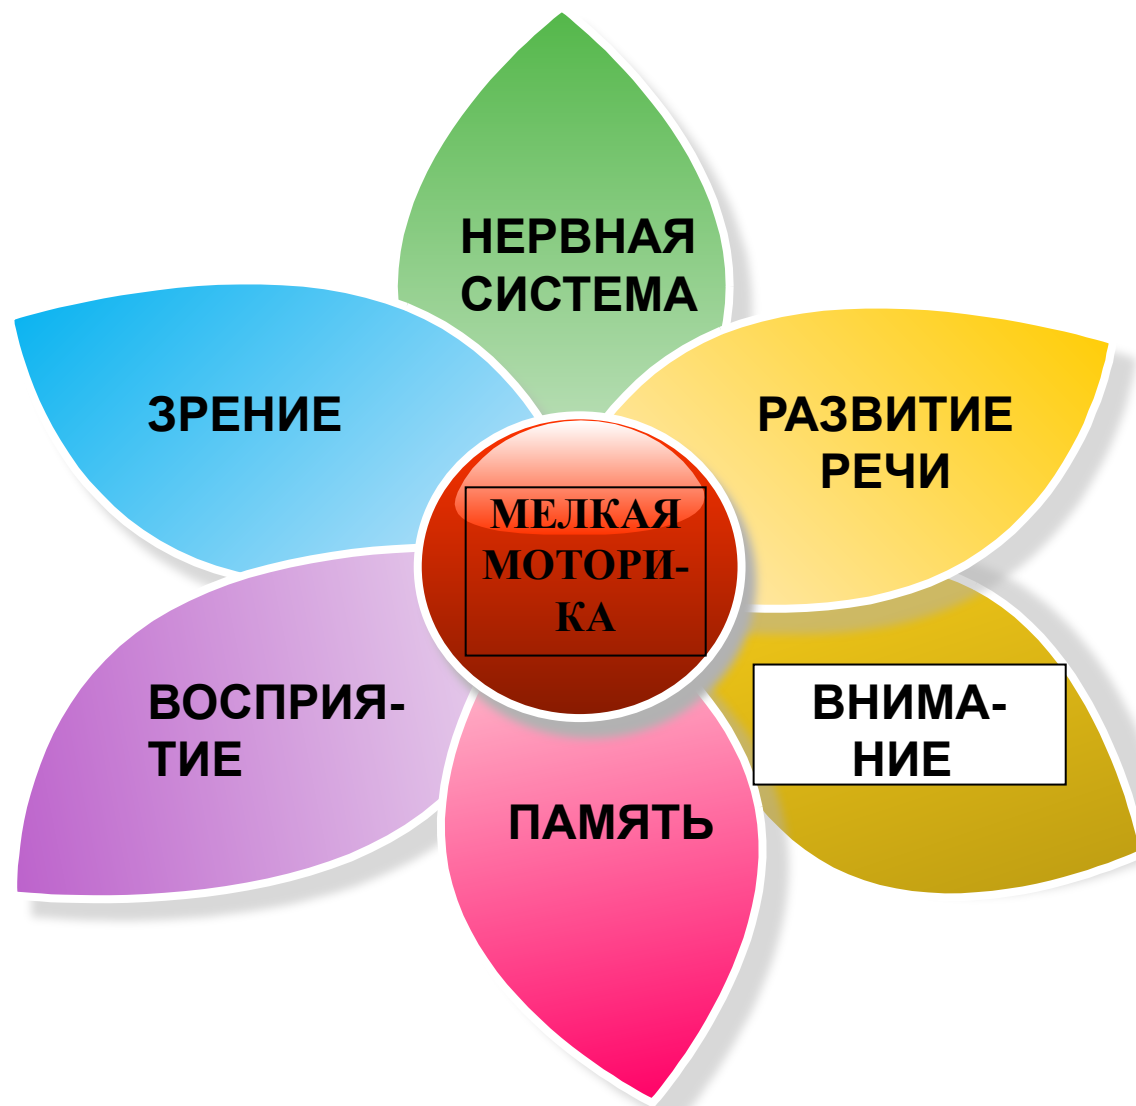 НЕРВНАЯ
СИСТЕМА
ЗРЕНИЕ
РАЗВИТИЕ
РЕЧИ
МЕЛКАЯ
МОТОРИ-
КА
ВОСПРИЯ-
ТИЕ
ВНИМА-
НИЕ
ПАМЯТЬ